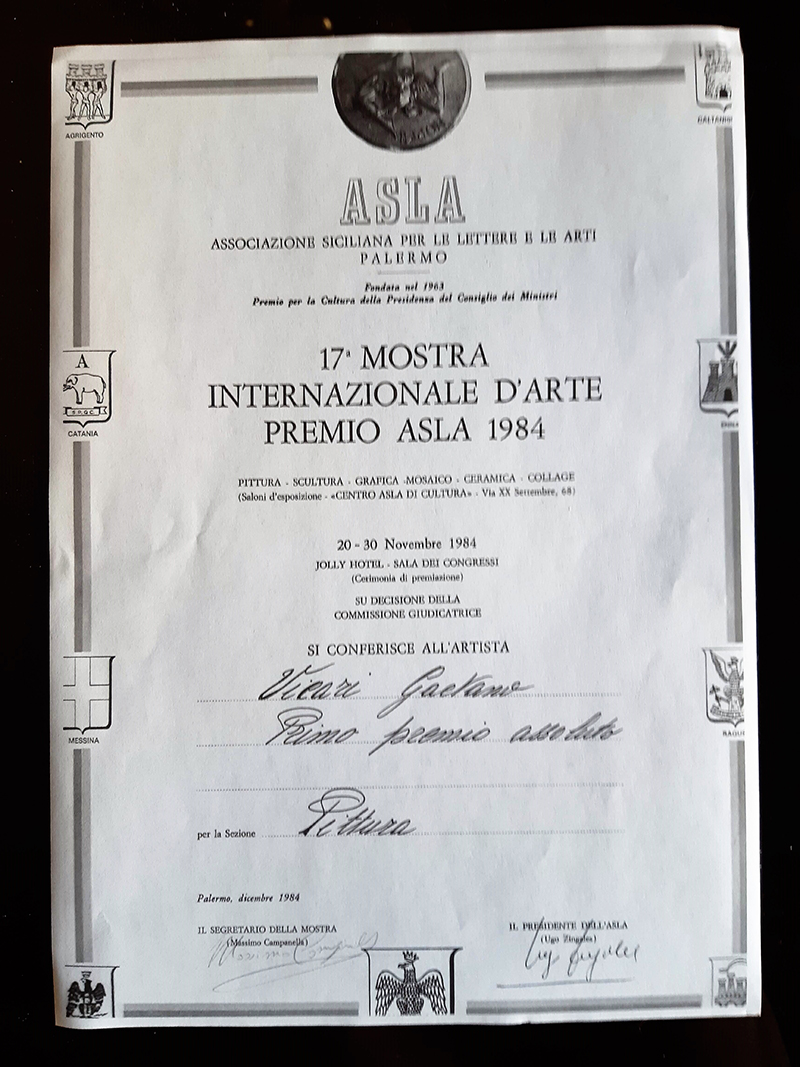 AGRIGENTO
ASLA
ASSOCIAZIONE SICILIANA PER LE LETTERE E LE ARTI
PALERMO
Fondata nel 1963
Premio per la Cultura della Presidenza del Consiglio dei Ministri
17ª MOSTRA
INTERNAZIONALE D'ARTE
PREMIO ASLA 1984
A
S.P.Q.C.
CATANIA
PITTURA - SCULTURA - GRAFICA - MOSAICO - CERAMICA - COLLAGE
(Saloni d'esposizione - «CENTRO ASLA DI CULTURA» - Via XX Settembre, 68)
20 - 30 Novembre 1984
JOLLY HOTEL - SALA DEI CONGRESSI
(Cerimonia di premiazione)
SU DECISIONE DELLA
COMMISSIONE GIUDICATRICE
SI CONFERISCE ALL'ARTISTA
Vicari Gaetano
Primo premio assoluto
MESSINA
per la Sezione Pittura
Palermo, dicembre 1984
IL SEGRETARIO DELLA MOSTRA
(Massimo Campanella)
IL PRESIDENTE DELL'ASLA
(Ugo Zingales)